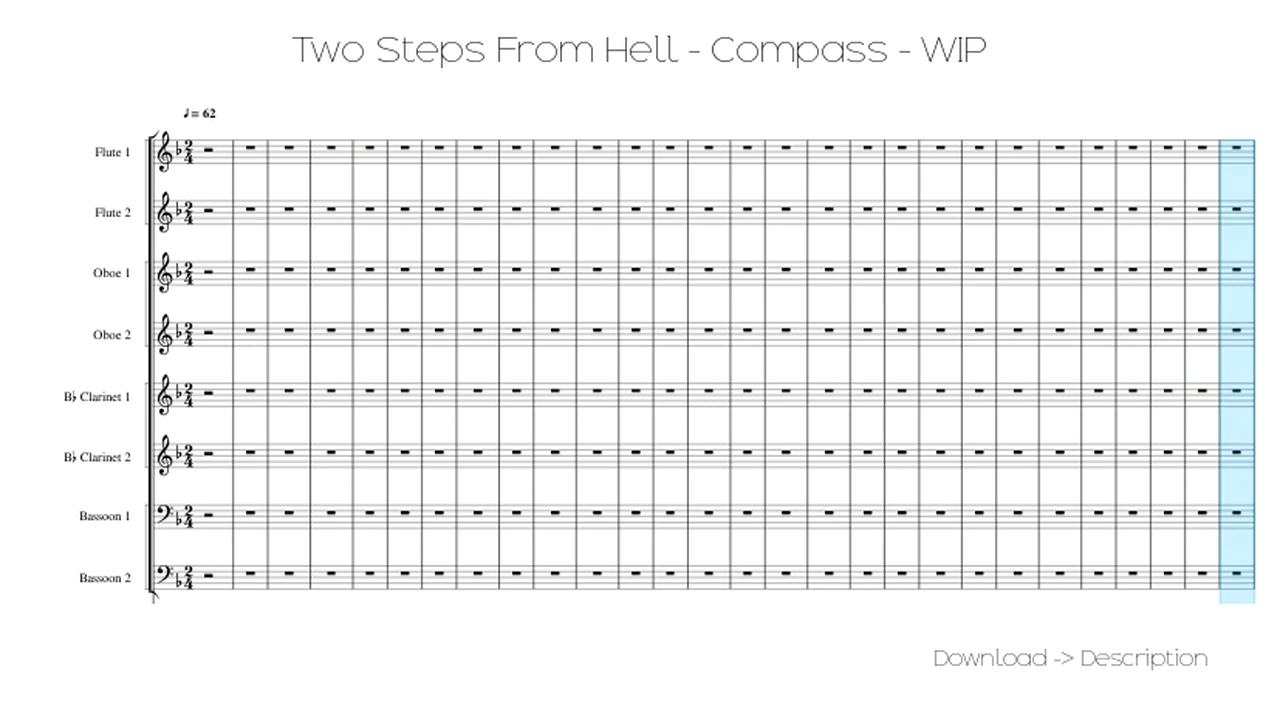 Two Steps From Hell - Compass - WIP
♩= 62
Flute 1
Flute 2
Oboe 1
Oboe 2
B♭ Clarinet 1
B♭ Clarinet 2
Bassoon 1
Bassoon 2
Download -> Description